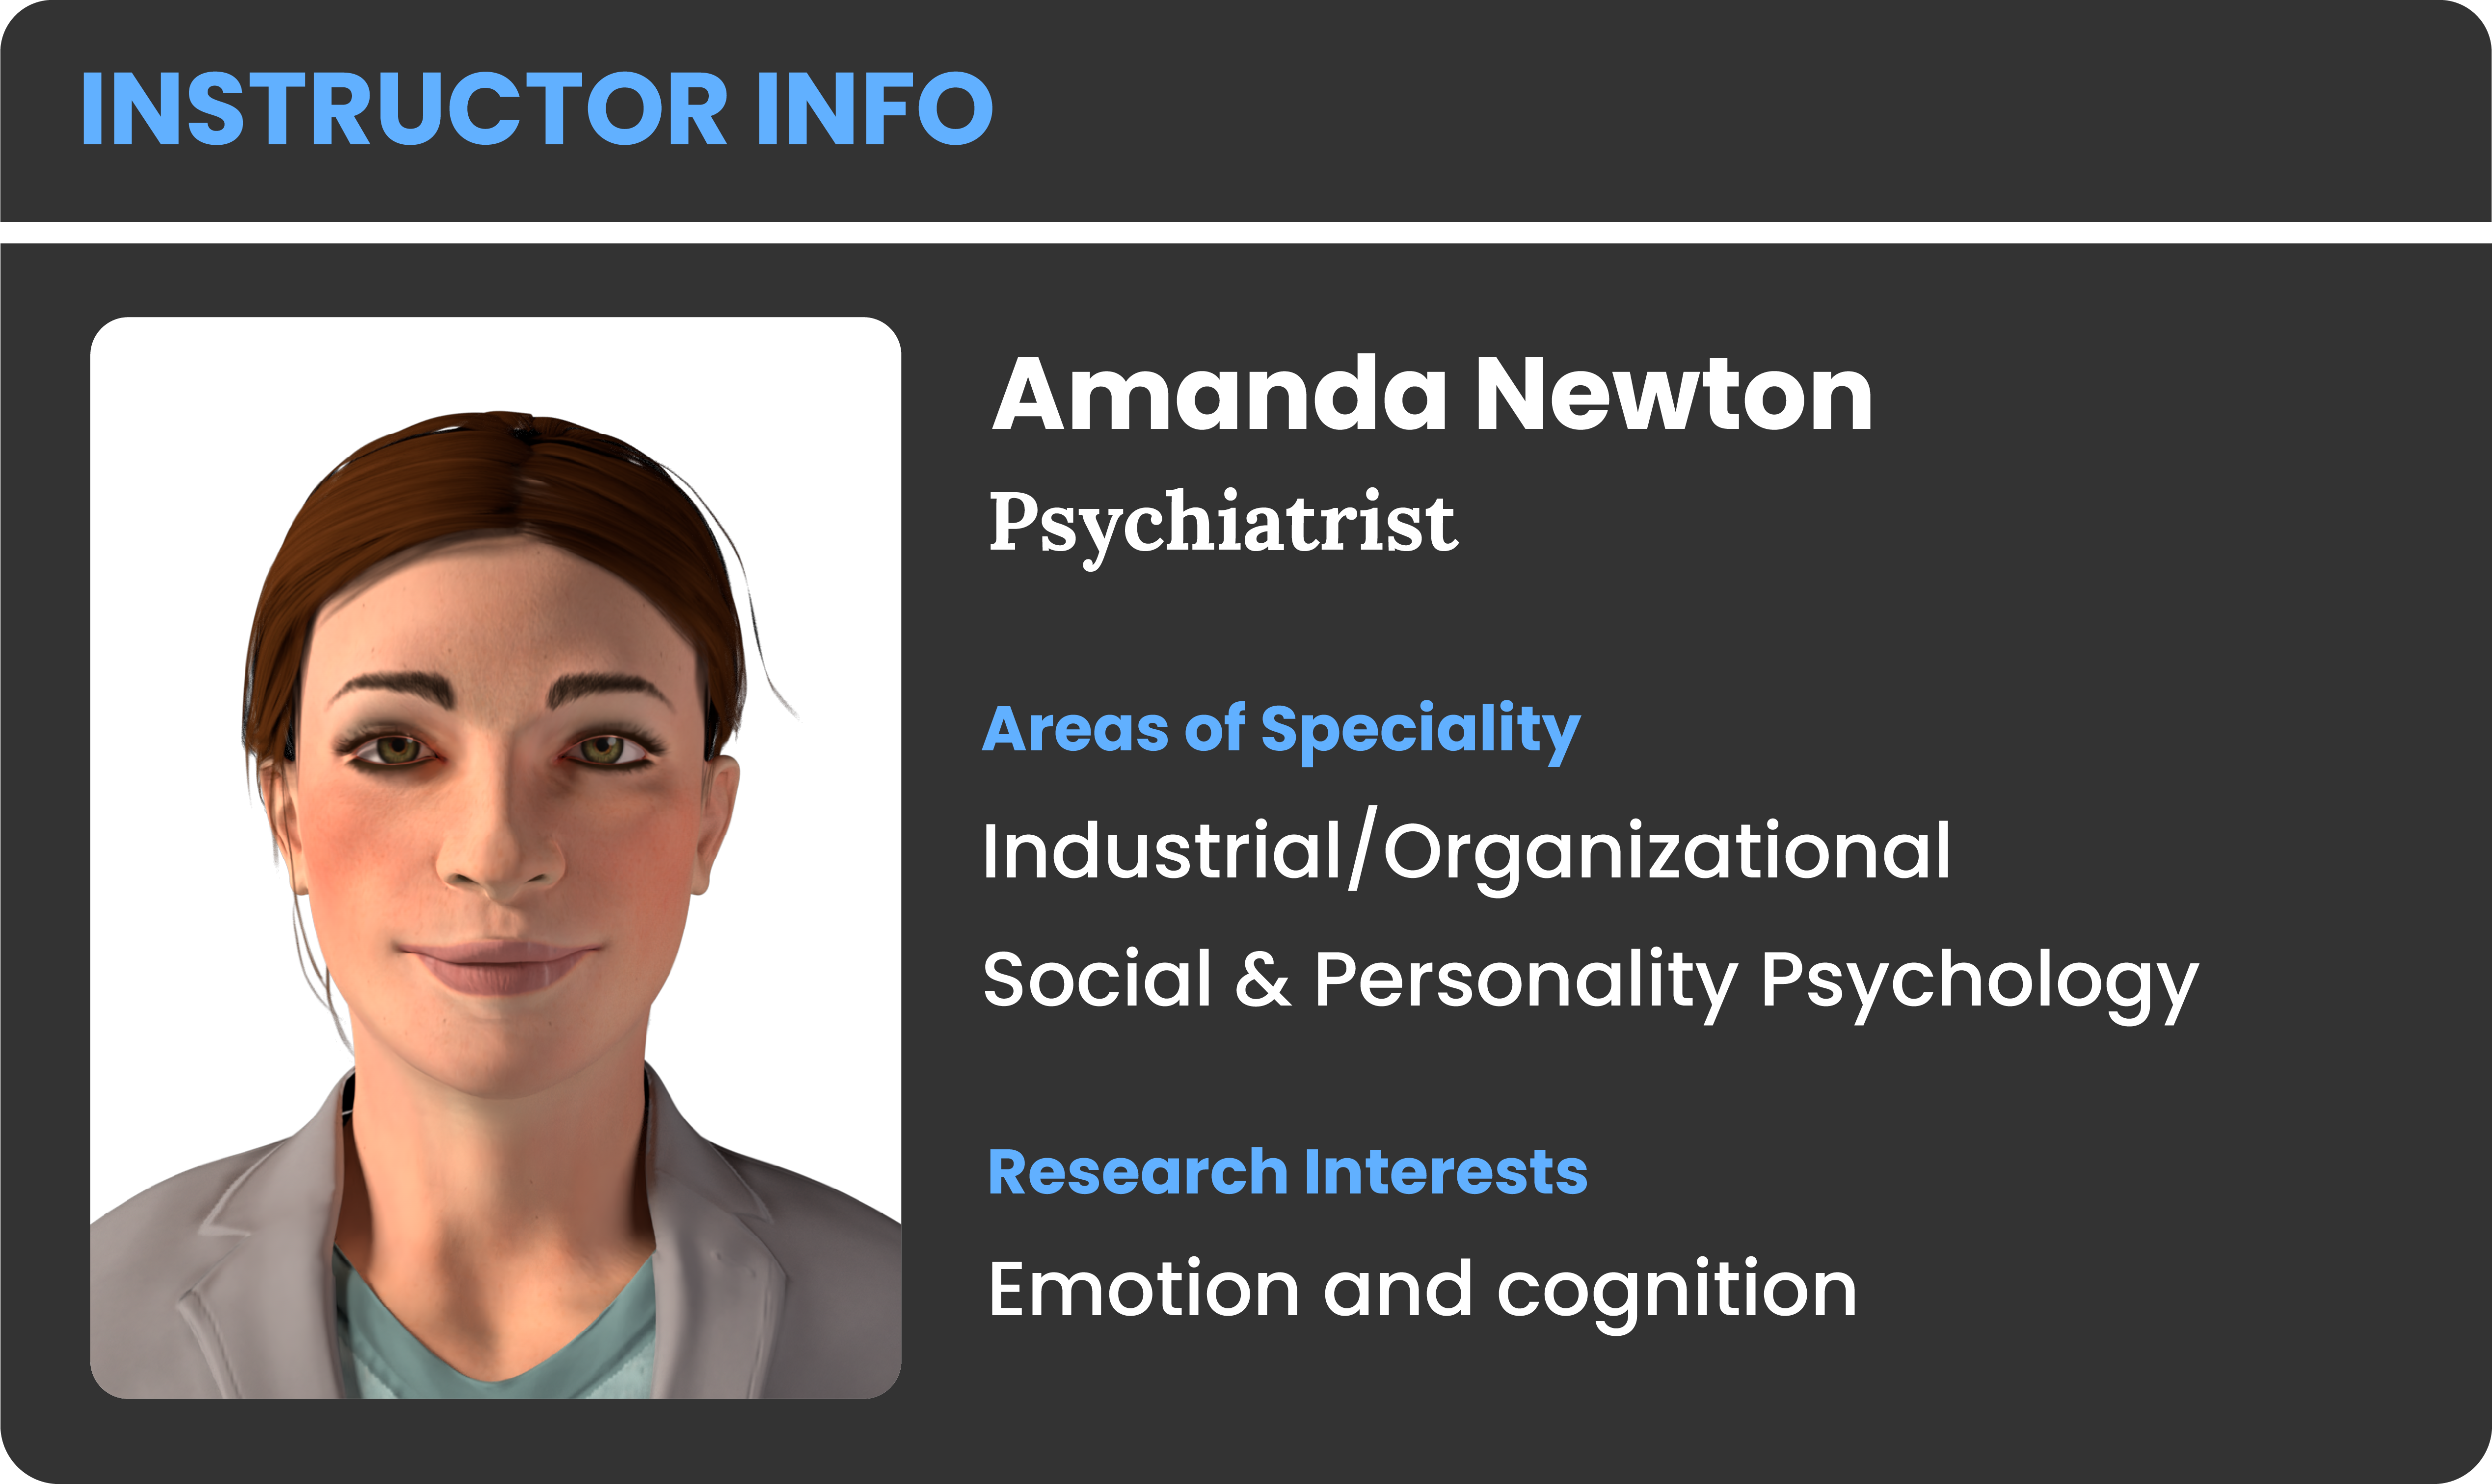 INSTRUCTOR INFO
Amanda Newton
Psychiatrist
Areas of Speciality
Industrial/Organizational
Social & Personality Psychology
Research Interests
Emotion and cognition